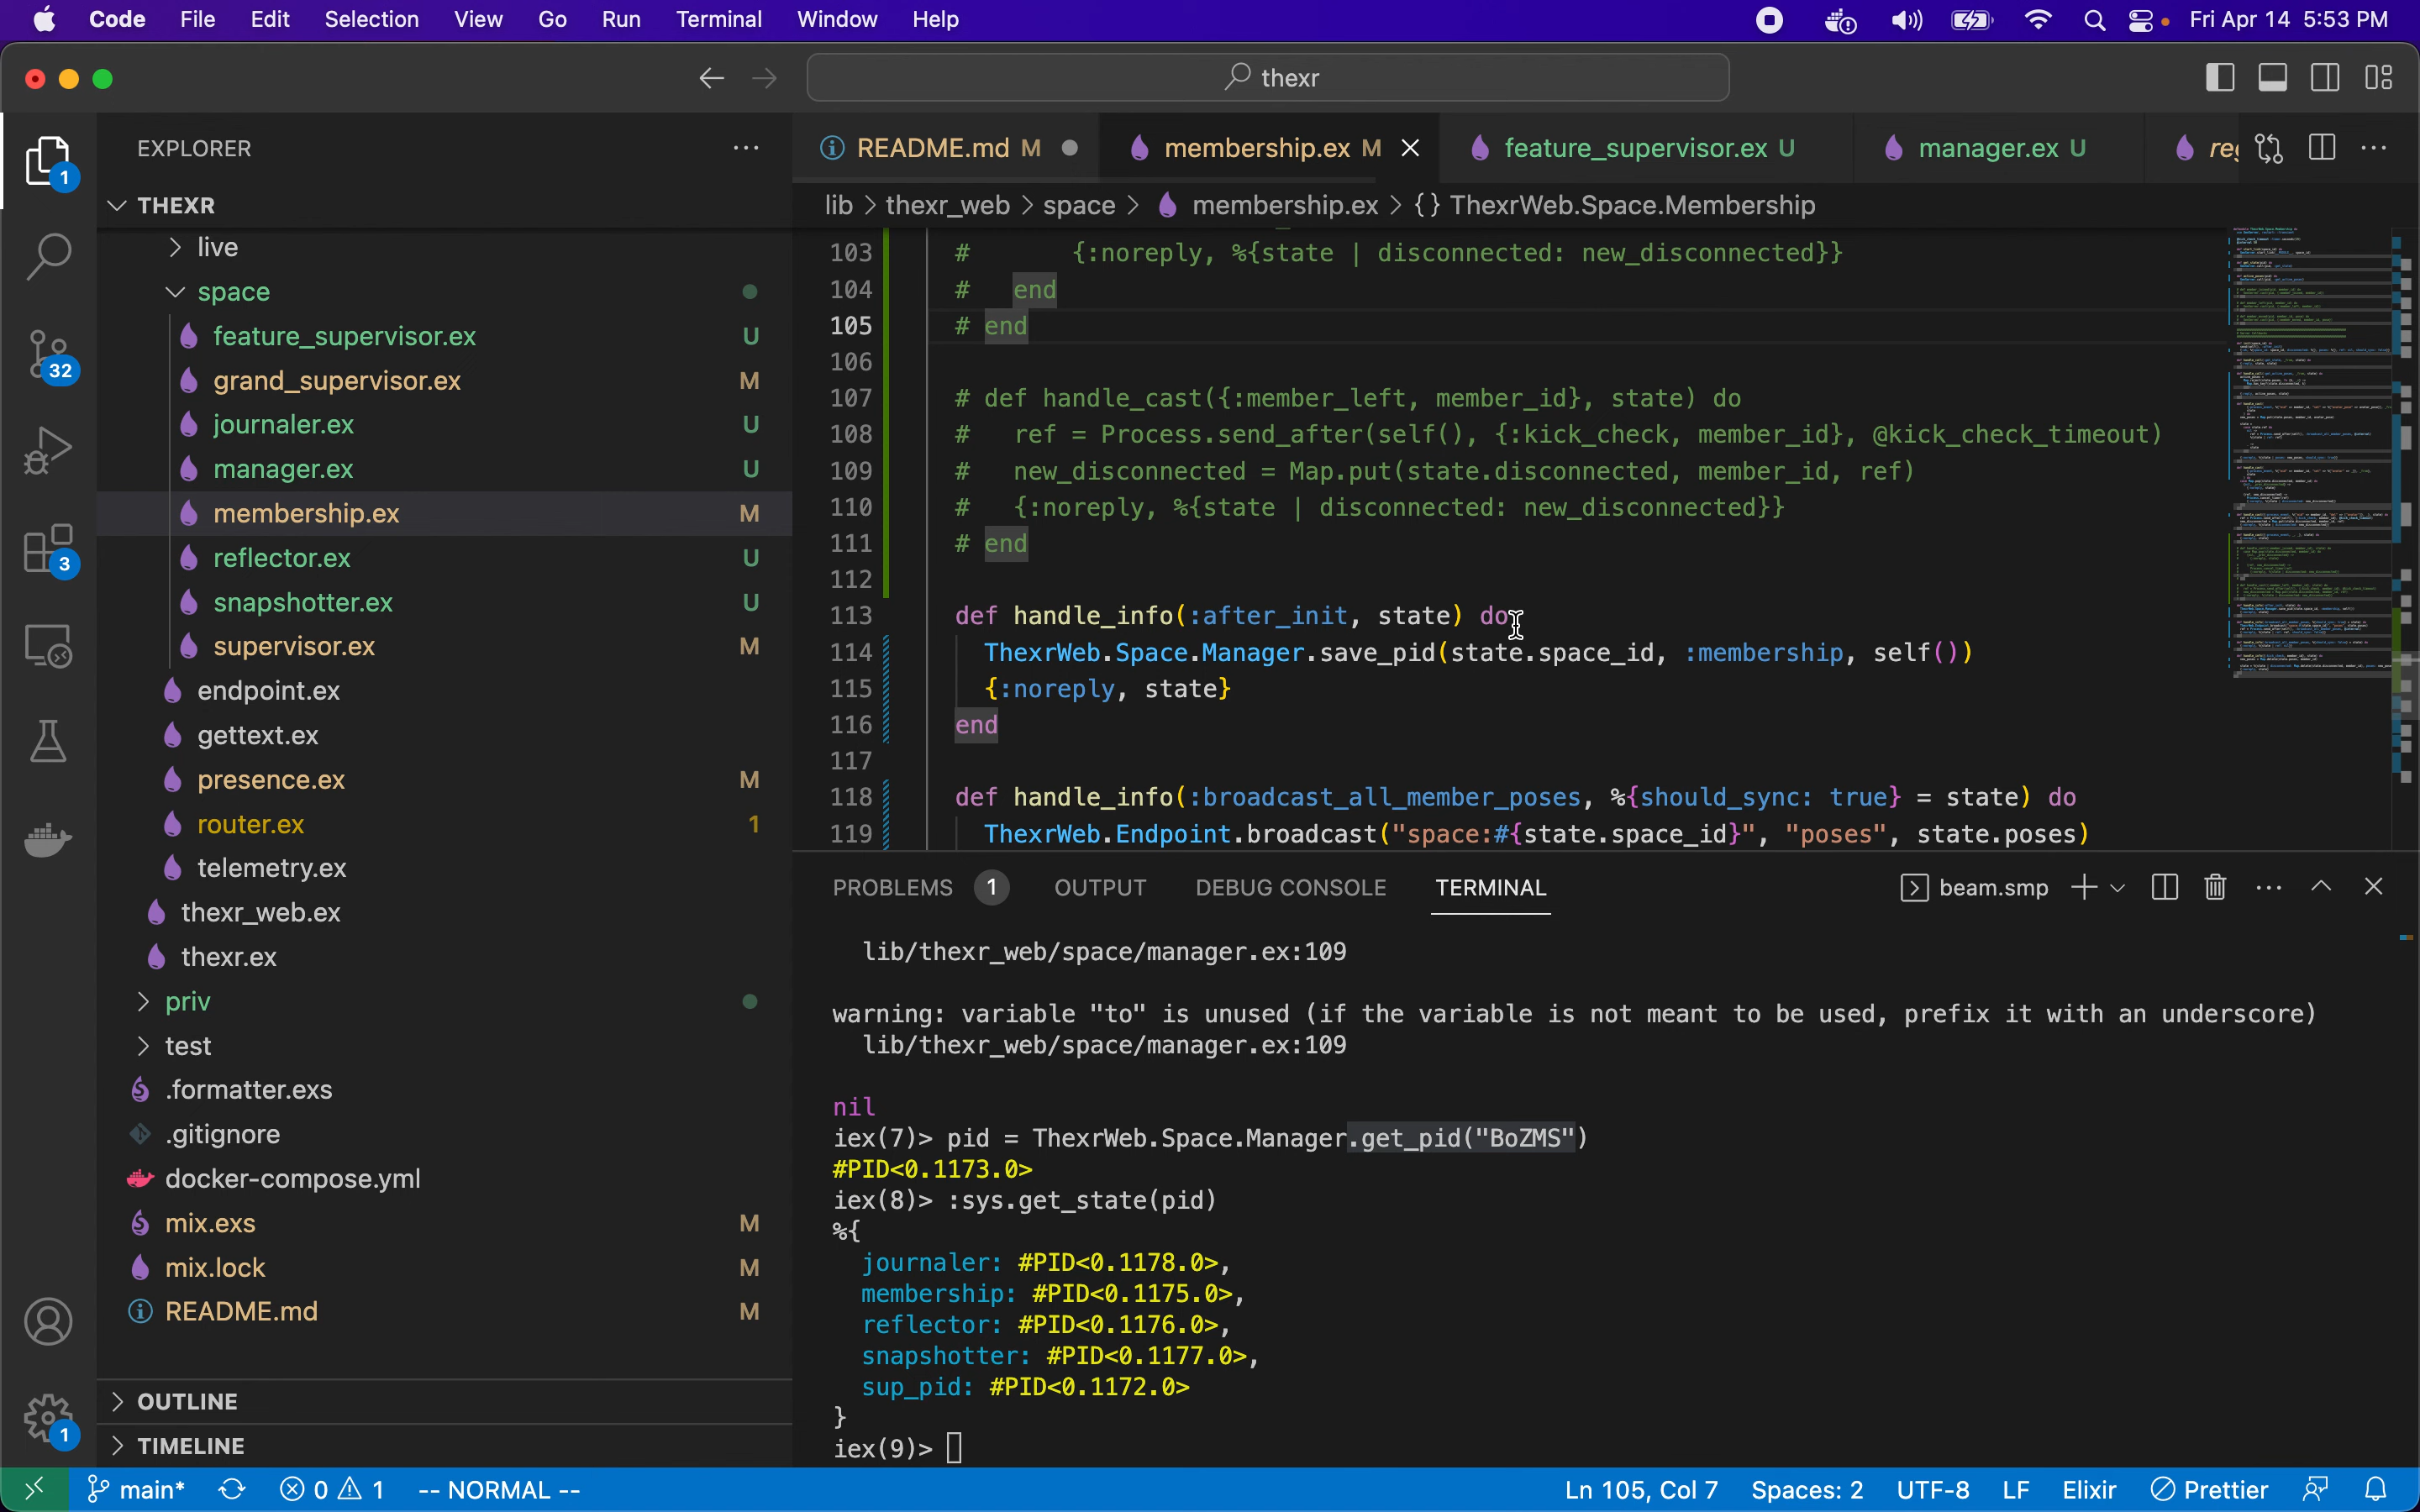 Code File Edit Selection View Go Run Terminal Window Help Fri Apr 14 5:53 PM
thexr
EXPLORER
README.md M
membership.ex M
feature_supervisor.ex U
manager.ex U
THEXR
lib > thexr_web > space > membership.ex > {} ThexrWeb.Space.Membership
live
space
feature_supervisor.ex U
grand_supervisor.ex M
journaler.ex U
manager.ex U
membership.ex M
reflector.ex U
snapshotter.ex U
supervisor.ex M
endpoint.ex
gettext.ex
presence.ex M
router.ex 1
telemetry.ex
thexr_web.ex
thexr.ex
priv
test
.formatter.exs
.gitignore
docker-compose.yml
mix.exs M
mix.lock M
README.md M
OUTLINE
TIMELINE
1
32
3
1
103 # {:noreply, %{state | disconnected: new_disconnected}}
104 # end
105 # end
106
107 # def handle_cast({:member_left, member_id}, state) do
108 # ref = Process.send_after(self(), {:kick_check, member_id}, @kick_check_timeout)
109 # new_disconnected = Map.put(state.disconnected, member_id, ref)
110 # {:noreply, %{state | disconnected: new_disconnected}}
111 # end
112
113 def handle_info(:after_init, state) do
114 ThexrWeb.Space.Manager.save_pid(state.space_id, :membership, self())
115 {:noreply, state}
116 end
117
118 def handle_info(:broadcast_all_member_poses, %{should_sync: true} = state) do
119 ThexrWeb.Endpoint.broadcast("space:#{state.space_id}", "poses", state.poses)
PROBLEMS 1 OUTPUT DEBUG CONSOLE TERMINAL beam.smp
lib/thexr_web/space/manager.ex:109
warning: variable "to" is unused (if the variable is not meant to be used, prefix it with an underscore)
lib/thexr_web/space/manager.ex:109
nil
iex(7)> pid = ThexrWeb.Space.Manager.get_pid("BoZMS")
#PID<0.1173.0>
iex(8)> :sys.get_state(pid)
%{
journaler: #PID<0.1178.0>,
membership: #PID<0.1175.0>,
reflector: #PID<0.1176.0>,
snapshotter: #PID<0.1177.0>,
sup_pid: #PID<0.1172.0>
}
iex(9)>
main* 0 1 -- NORMAL -- Ln 105, Col 7 Spaces: 2 UTF-8 LF Elixir Prettier